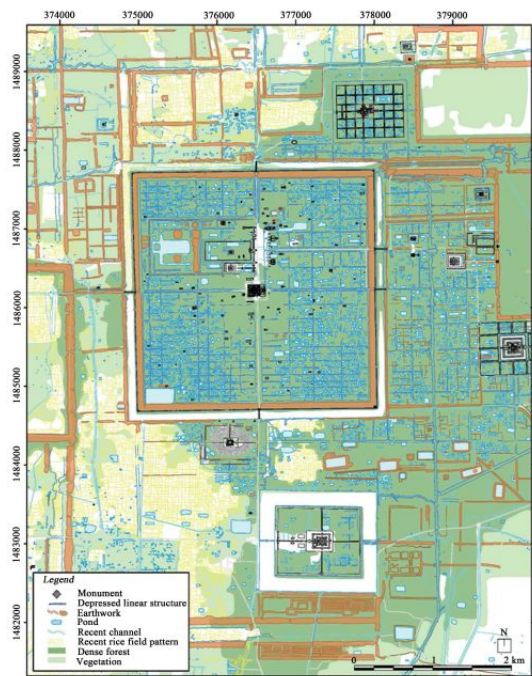 374000 375000 376000 377000 378000 379000
1489000
1488000
1487000
1486000
1485000
1484000
1483000
1482000
Legend
Monument
Depressed linear structure
Earthwork
Pond
Recent channel
Recent rice field pattern
Dense forest
Vegetation
N
0 1 2 km